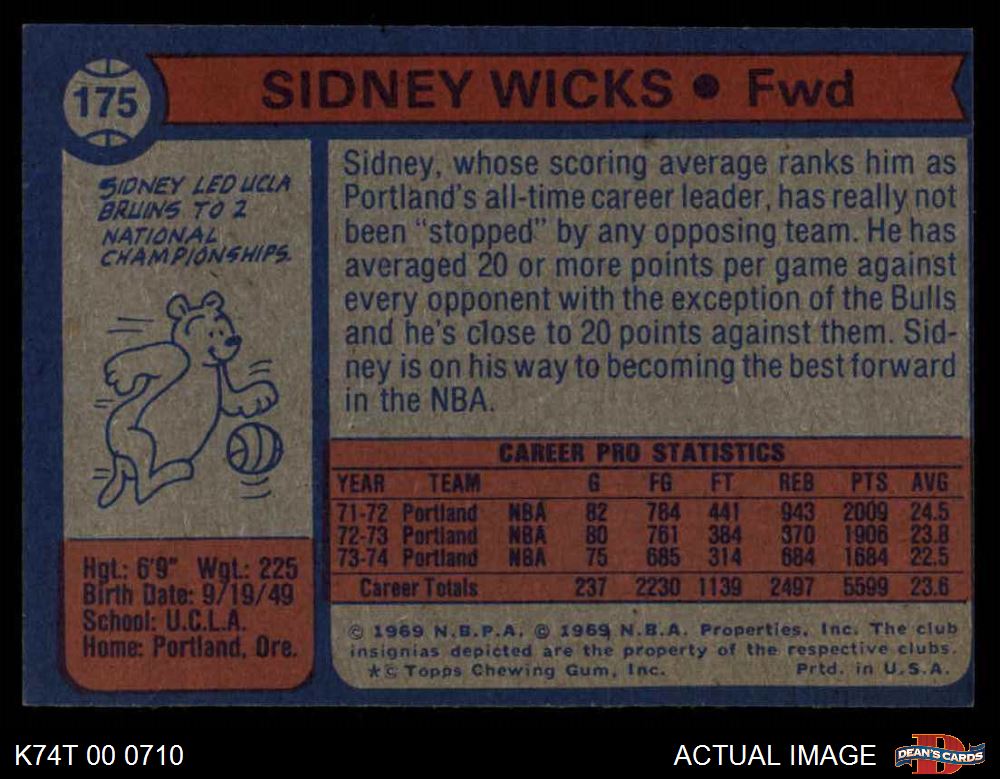 175
SIDNEY WICKS • Fwd
SIDNEY LED UCLA
BRUINS TO 2
NATIONAL
CHAMPIONSHIPS.
Sidney, whose scoring average ranks him as
Portland's all-time career leader, has really not
been "stopped" by any opposing team. He has
averaged 20 or more points per game against
every opponent with the exception of the Bulls
and he's close to 20 points against them. Sid-
ney is on his way to becoming the best forward
in the NBA.
Hgt.: 6'9" Wgt.: 225
Birth Date: 9/19/49
School: U.C.L.A.
Home: Portland, Ore.
CAREER PRO STATISTICS
YEAR TEAM G FG FT REB PTS AVG
71-72 Portland NBA 82 784 441 943 2009 24.5
72-73 Portland NBA 80 761 384 870 1906 23.8
73-74 Portland NBA 75 685 314 684 1684 22.5
Career Totals 237 2230 1139 2497 5599 23.6
© 1969 N.B.P.A. © 1969 N.B.A. Properties, Inc. The club
insignias depicted are the property of the respective clubs.
★© Topps Chewing Gum, Inc. Prtd. in U.S.A.
K74T 00 0710
ACTUAL IMAGE
DEAN'S CARDS